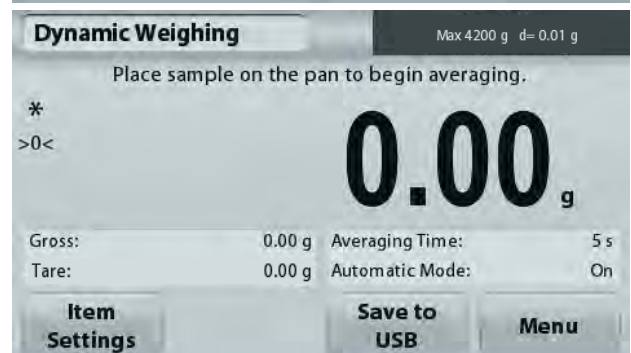 Dynamic Weighing
Max 4200 g d= 0.01 g
Place sample on the pan to begin averaging.
*
>0<
0.00 g
Gross: 0.00 g Averaging Time: 5 s
Tare: 0.00 g Automatic Mode: On
Item Settings
Save to USB
Menu